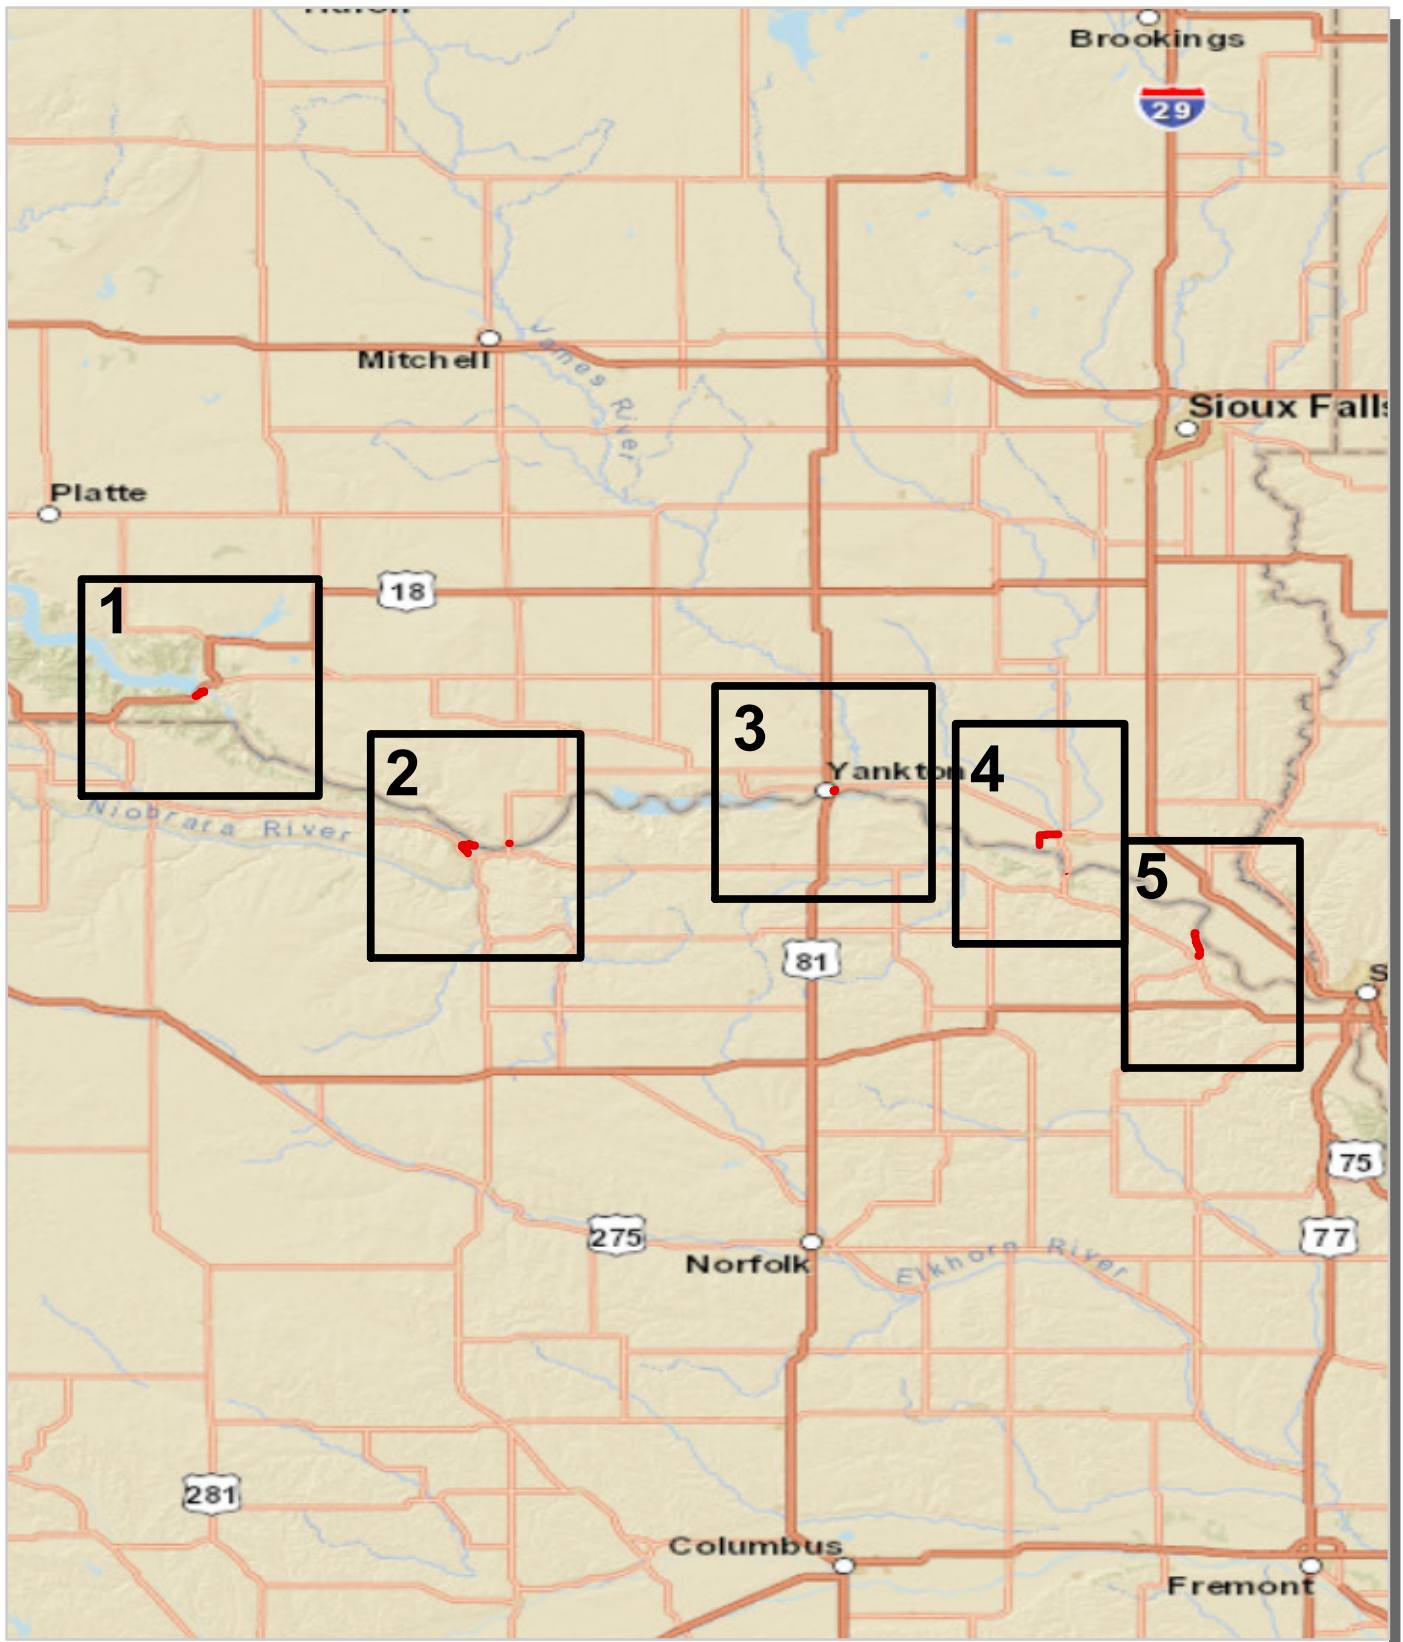 Huron
Brookings
29
Mitchell
James River
Sioux Falls
Platte
18
1
2
3
4
5
Yankton
Niobrara River
81
S
275
Norfolk
Elkhorn River
75
77
281
Columbus
Fremont